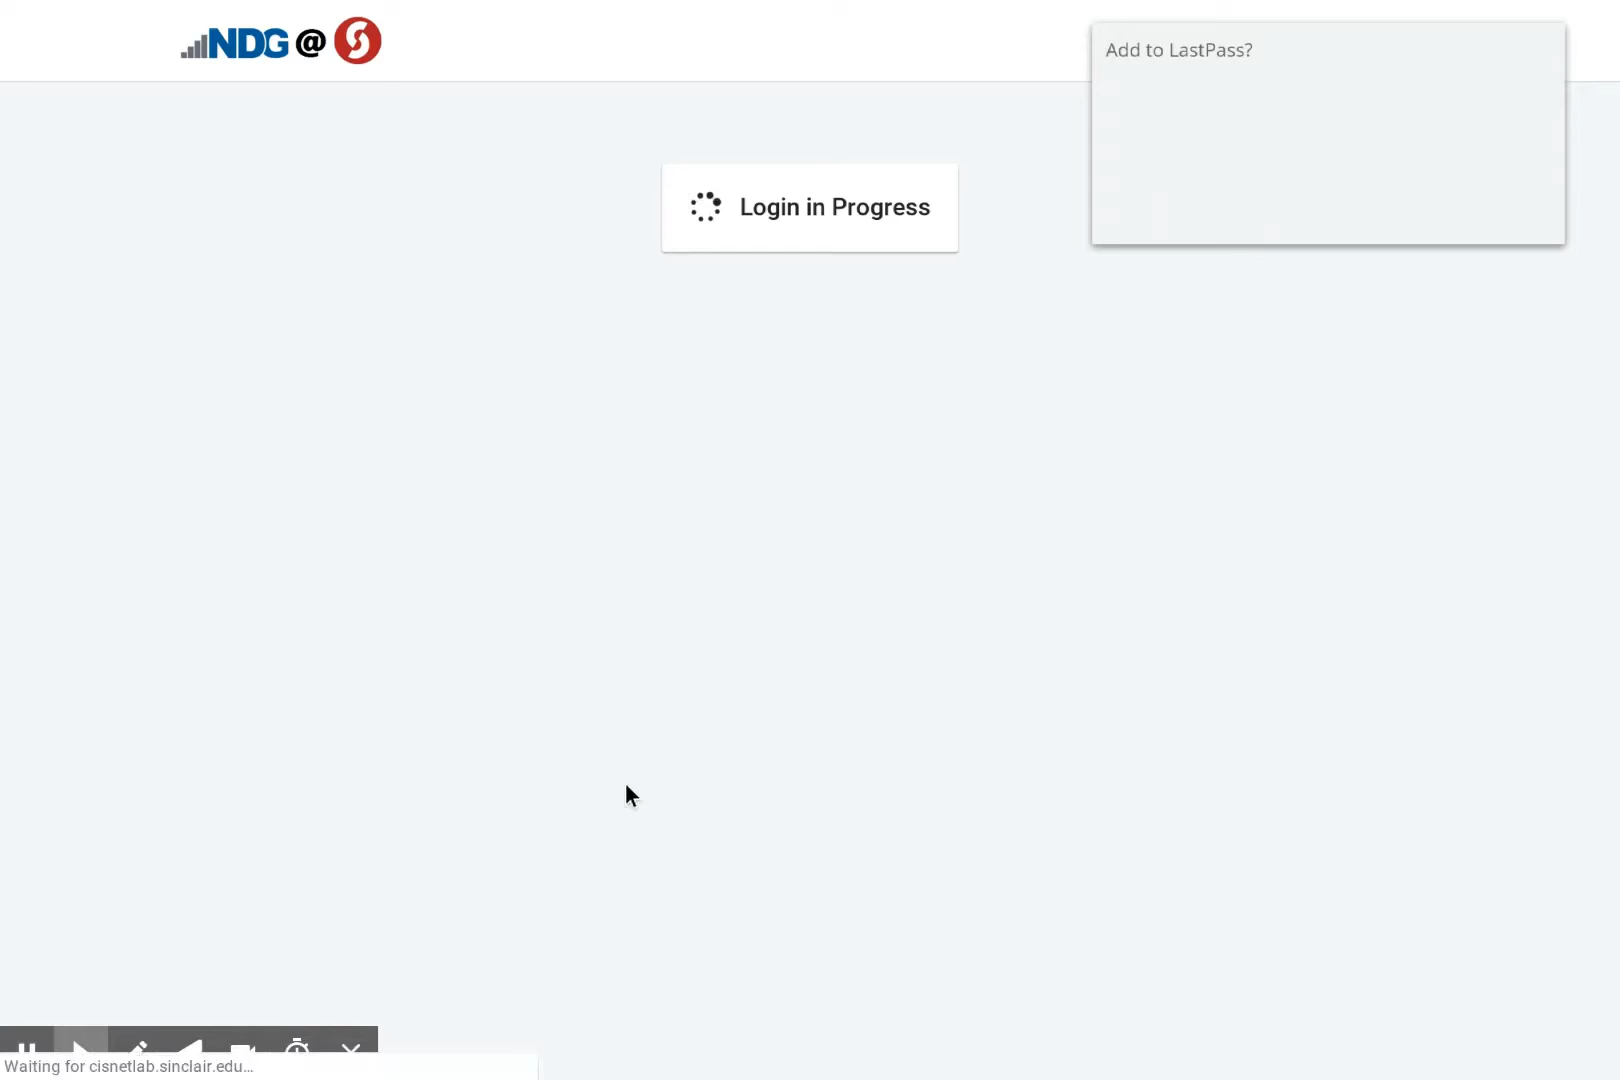 NDG @
Add to LastPass?
Login in Progress
Waiting for cisnetlab.sinclair.edu...